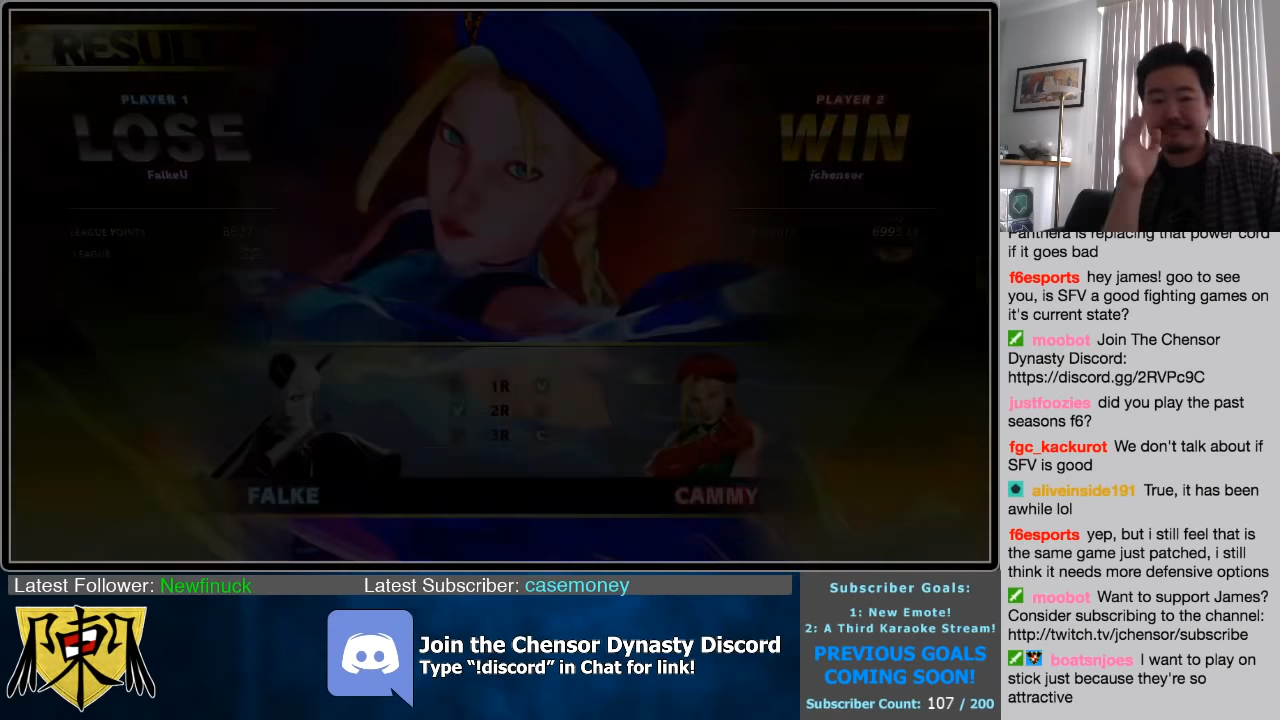 RESULT
PLAYER 1
LOSE
FalkeU
LEAGUE POINTS
LEAGUE
PLAYER 2
WIN
jchensor
6995
1R V
V 2R
3R C
FALKE
CAMMY
Panthera is replacing that power cord
if it goes bad
f6esports hey james! goo to see
you, is SFV a good fighting games on
it's current state?
moobot Join The Chensor
Dynasty Discord:
https://discord.gg/2RVPc9C
justfoozies did you play the past
seasons f6?
fgc_kackurot We don't talk about if
SFV is good
aliveinside191 True, it has been
awhile lol
f6esports yep, but i still feel that is
the same game just patched, i still
think it needs more defensive options
moobot Want to support James?
Consider subscribing to the channel:
http://twitch.tv/jchensor/subscribe
boatsnjoes I want to play on
stick just because they're so
attractive
Latest Follower: Newfinuck
Latest Subscriber: casemoney
Join the Chensor Dynasty Discord
Type “!discord” in Chat for link!
Subscriber Goals:
1: New Emote!
2: A Third Karaoke Stream!
PREVIOUS GOALS
COMING SOON!
Subscriber Count: 107 / 200